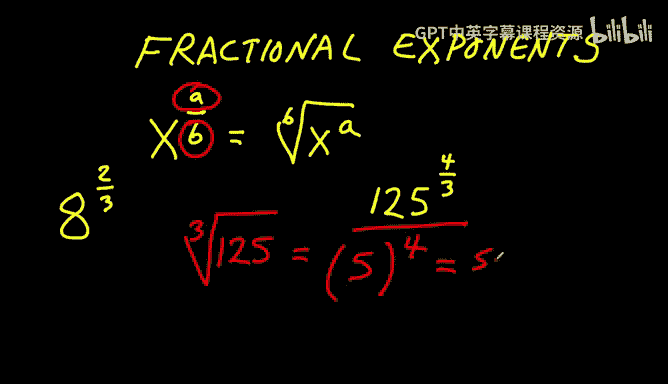 GPT中英字幕课程资源 bilibili
FRACTIONAL EXPONENTS
x^(a/b) = ᵇ√(x^a)
8^(2/3)
125^(4/3)
³√125 = (5)^4 = 5